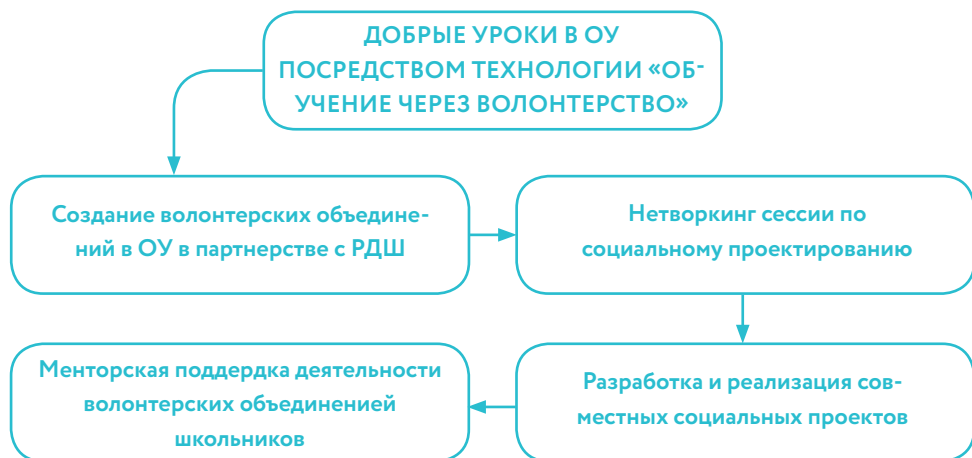 ДОБРЫЕ УРОКИ В ОУ
ПОСРЕДСТВОМ ТЕХНОЛОГИИ «ОБ-
УЧЕНИЕ ЧЕРЕЗ ВОЛОНТЕРСТВО»
Создание волонтерских объедине-
ний в ОУ в партнерстве с РДШ
Нетворкинг сессии по
социальному проектированию
Разработка и реализация сов-
местных социальных проектов
Менторская поддердка деятельности
волонтерских объединенией
школьников